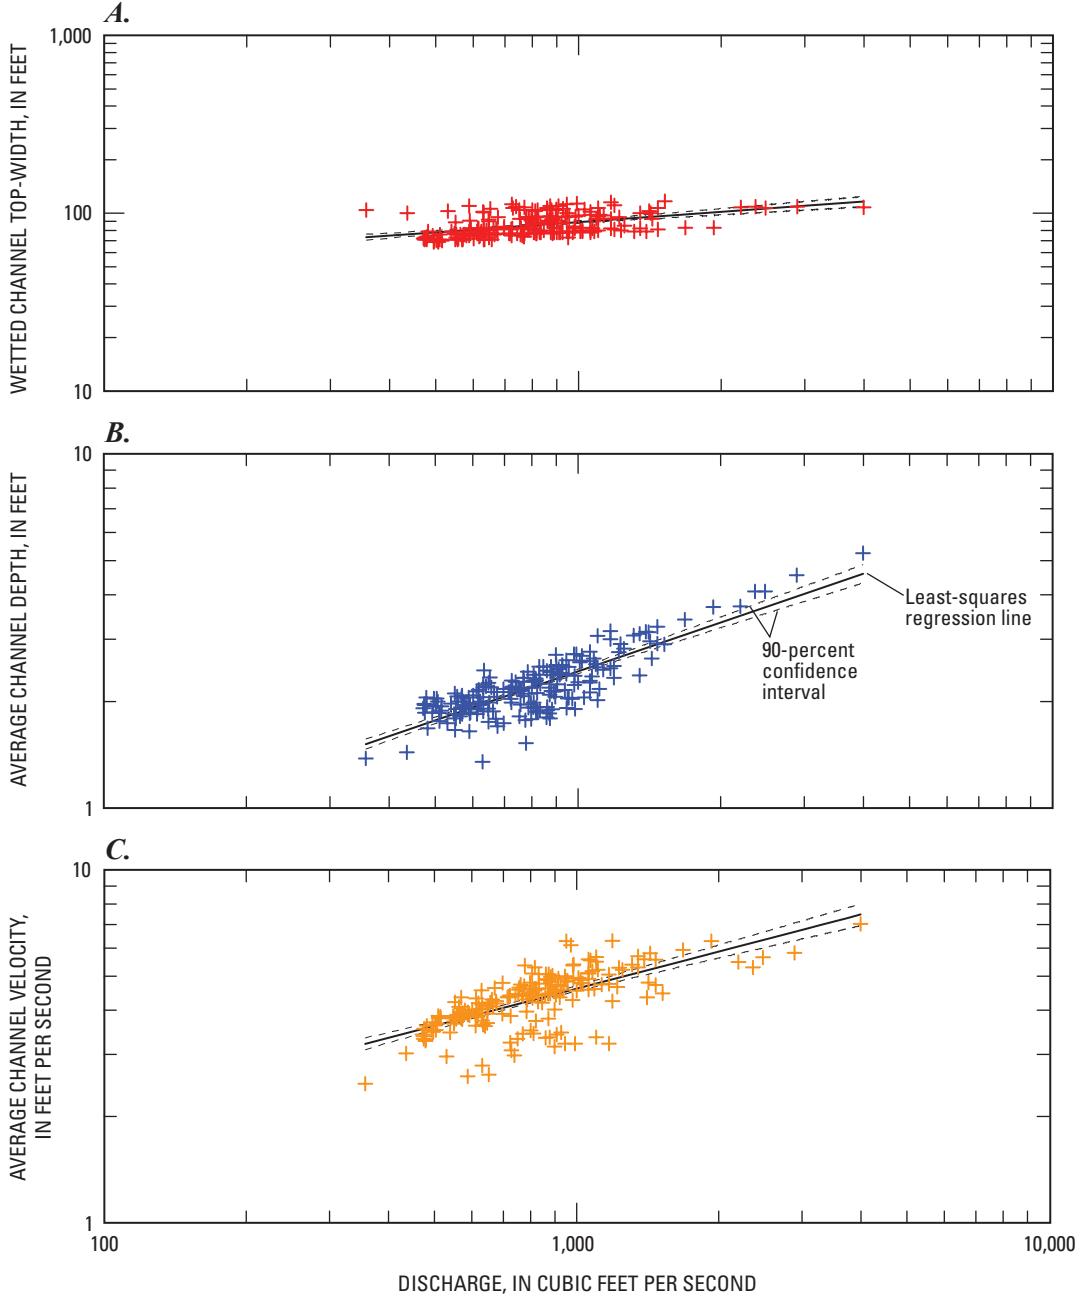 A.
1,000
100
10
WETTED CHANNEL TOP-WIDTH, IN FEET
B.
10
1
AVERAGE CHANNEL DEPTH, IN FEET
Least-squares
regression line
90-percent
confidence
interval
C.
10
1
AVERAGE CHANNEL VELOCITY,
IN FEET PER SECOND
100
1,000
10,000
DISCHARGE, IN CUBIC FEET PER SECOND